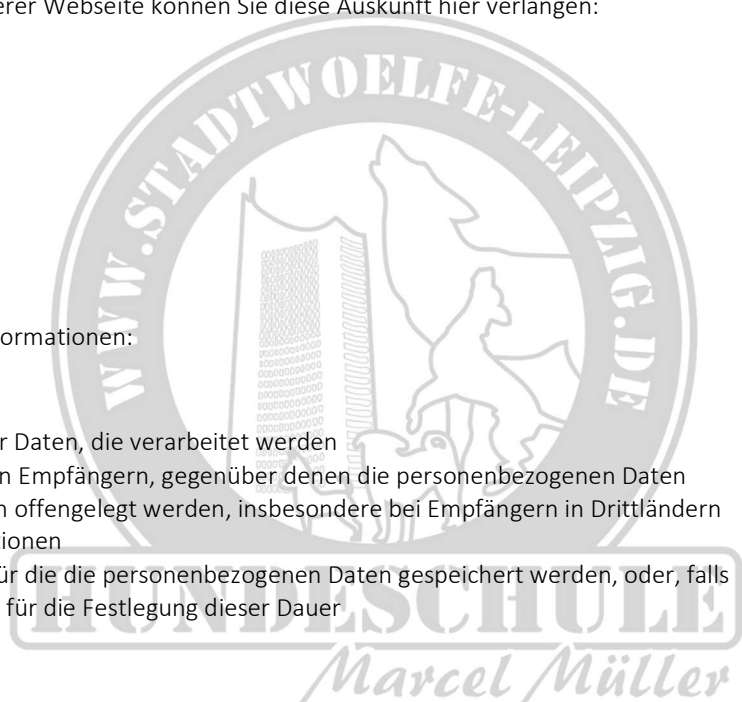 erer Webseite können Sie diese Auskunft hier verlangen:
WWW.STADTWOELFE-LEIPZIG.DE
ormationen:
r Daten, die verarbeitet werden
n Empfängern, gegenüber denen die personenbezogenen Daten
n offengelegt werden, insbesondere bei Empfängern in Drittländern
tionen
ür die die personenbezogenen Daten gespeichert werden, oder, falls
für die Festlegung dieser Dauer
HUNDESCHULE
Marcel Müller